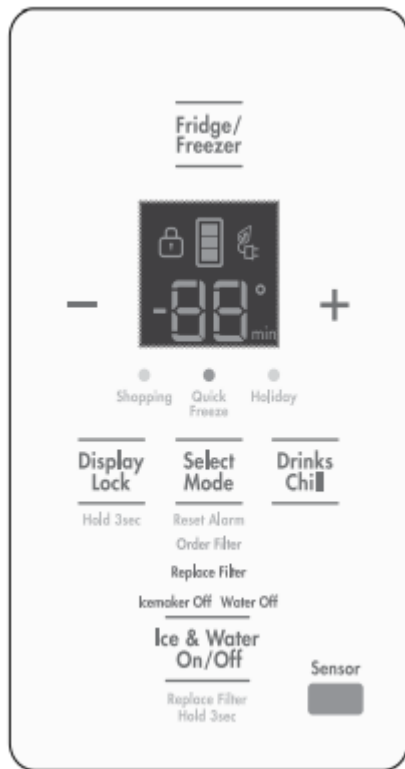 Fridge/
Freezer
-88°
min
− +
Shopping Quick Freeze Holiday
Display Lock
Select Mode
Drinks Chill
Hold 3sec
Reset Alarm
Order Filter
Replace Filter
Icemaker Off Water Off
Ice & Water
On/Off
Replace Filter
Hold 3sec
Sensor